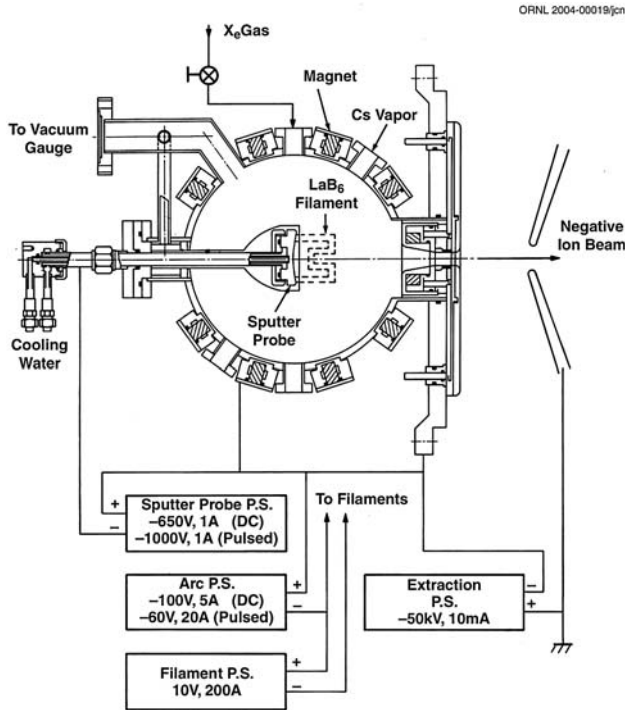 ORNL 2004-00019/jcn
XeGas
Magnet
Cs Vapor
To Vacuum
Gauge
LaB6
Filament
Negative
Ion Beam
Sputter
Probe
Cooling
Water
To Filaments
+
Sputter Probe P.S.
−650V, 1A (DC)
−1000V, 1A (Pulsed)
−
Arc P.S.
−100V, 5A (DC)
−60V, 20A (Pulsed)
+
−
Extraction
P.S.
−50kV, 10mA
−
+
Filament P.S.
10V, 200A
+
−